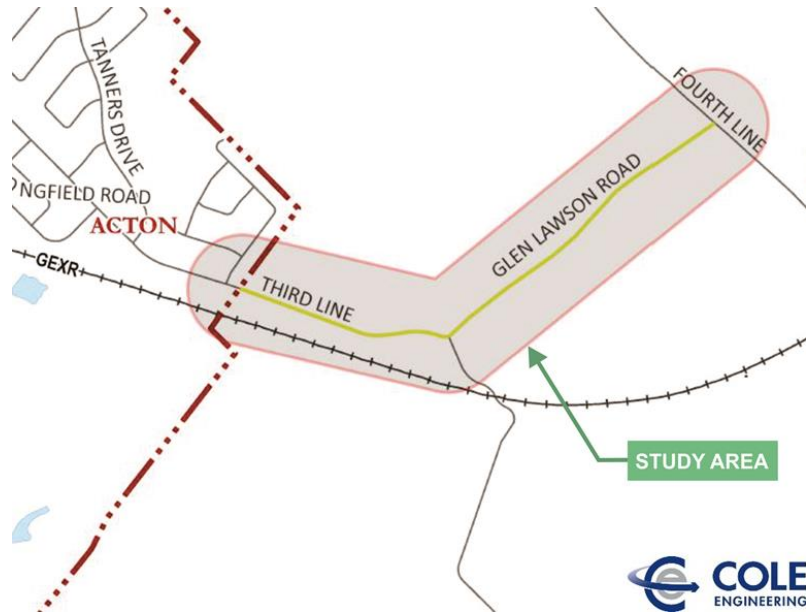 TANNERS DRIVE
FOURTH LINE
NGFIELD ROAD
ACTON
GEXR
GLEN LAWSON ROAD
THIRD LINE
STUDY AREA
COLE
ENGINEERING